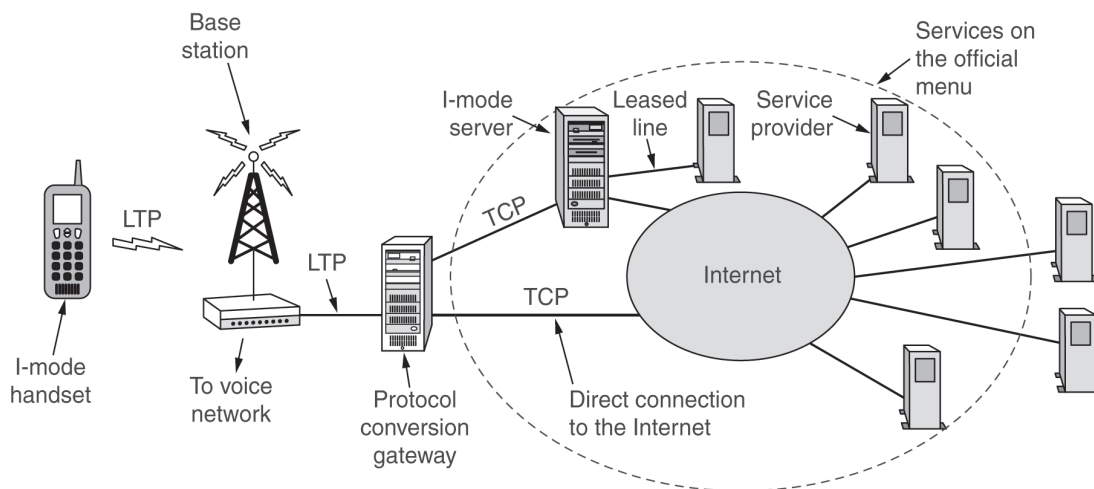 Base
station
Services on
the official
menu
I-mode
server
Leased
line
Service
provider
LTP
TCP
LTP
Internet
TCP
I-mode
handset
To voice
network
Protocol
conversion
gateway
Direct connection
to the Internet